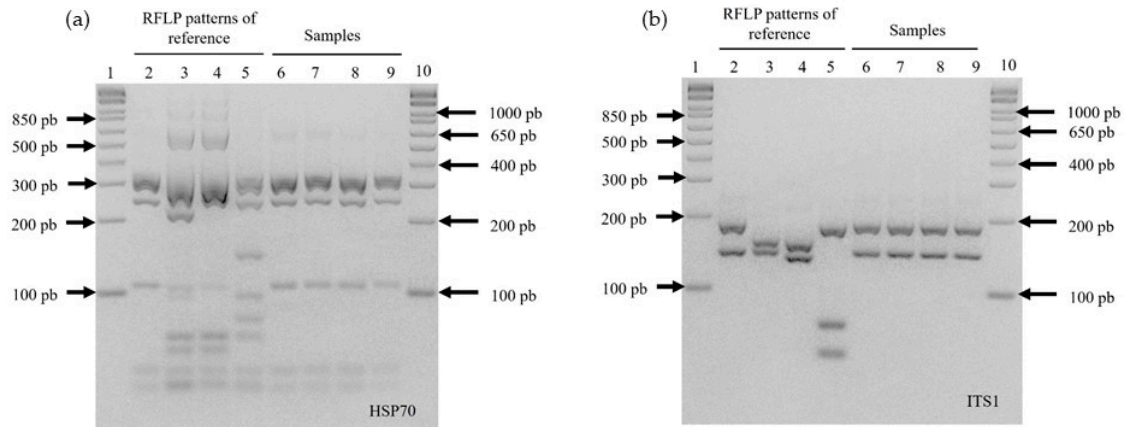 (a)
RFLP patterns of
reference
Samples
1 2 3 4 5 6 7 8 9 10
850 pb
500 pb
300 pb
200 pb
100 pb
1000 pb
650 pb
400 pb
200 pb
100 pb
HSP70
(b)
RFLP patterns of
reference
Samples
1 2 3 4 5 6 7 8 9 10
850 pb
500 pb
300 pb
200 pb
100 pb
1000 pb
650 pb
400 pb
200 pb
100 pb
ITS1